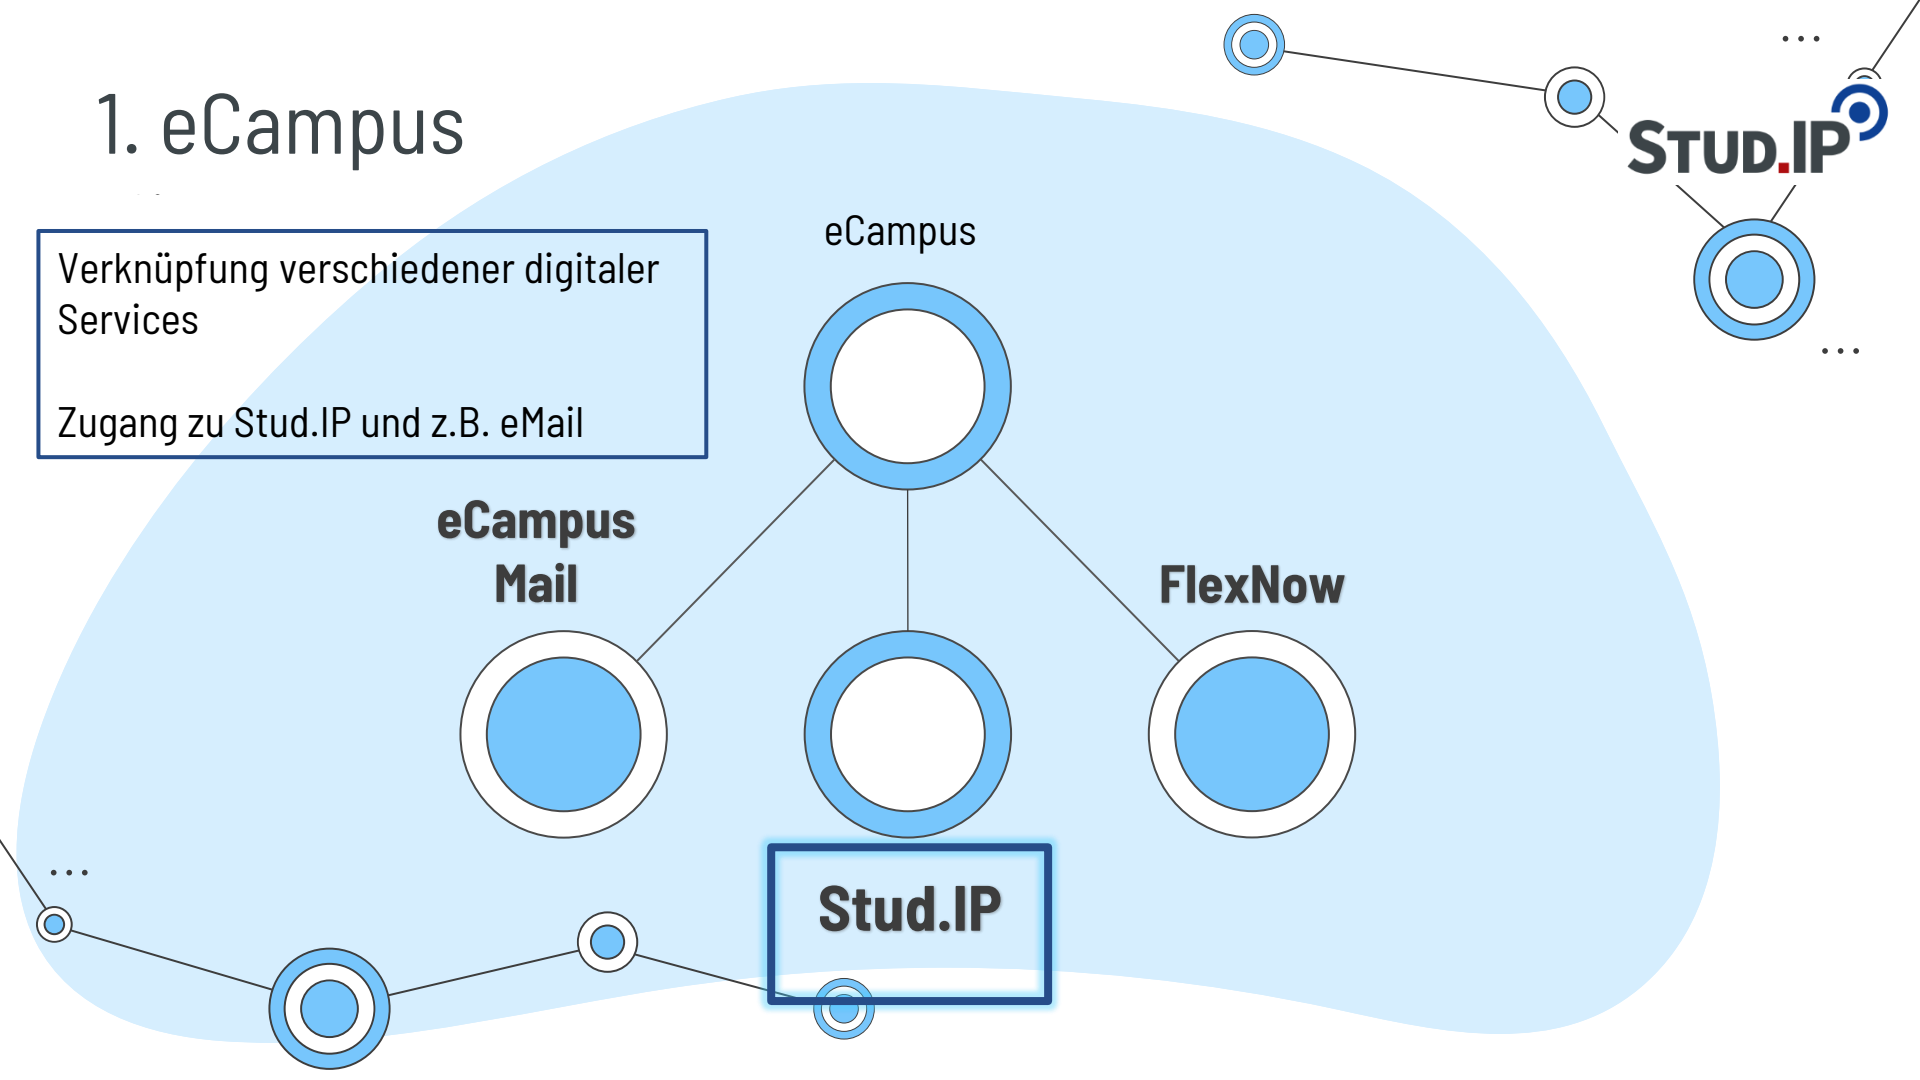 1. eCampus
STUD.IP
Verknüpfung verschiedener digitaler
Services
Zugang zu Stud.IP und z.B. eMail
eCampus
eCampus
Mail
FlexNow
Stud.IP